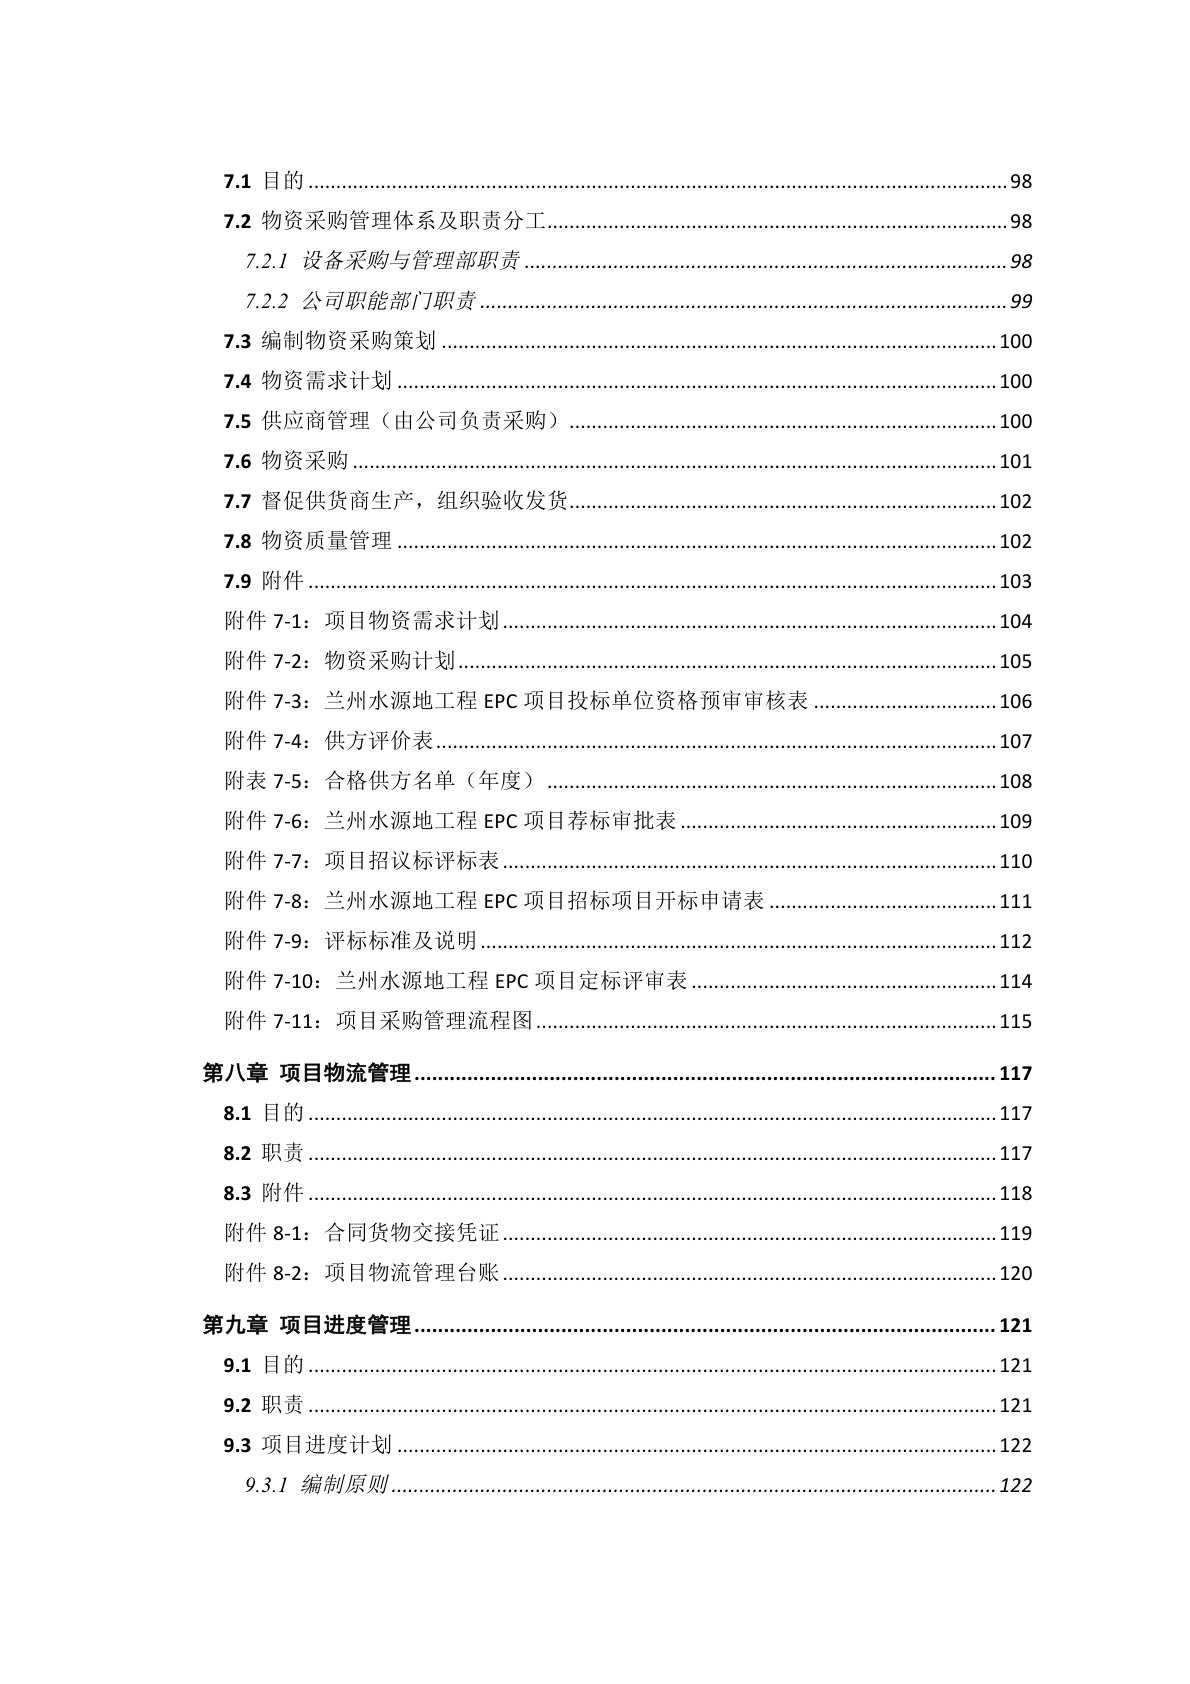 7.1 目的........98
7.2 物资采购管理体系及职责分工........98
7.2.1 设备采购与管理部职责........98
7.2.2 公司职能部门职责........99
7.3 编制物资采购策划........100
7.4 物资需求计划........100
7.5 供应商管理（由公司负责采购）........100
7.6 物资采购........101
7.7 督促供货商生产，组织验收发货........102
7.8 物资质量管理........102
7.9 附件........103
附件 7-1：项目物资需求计划........104
附件 7-2：物资采购计划........105
附件 7-3：兰州水源地工程 EPC 项目投标单位资格预审审核表........106
附件 7-4：供方评价表........107
附表 7-5：合格供方名单（年度）........108
附件 7-6：兰州水源地工程 EPC 项目荐标审批表........109
附件 7-7：项目招议标评标表........110
附件 7-8：兰州水源地工程 EPC 项目招标项目开标申请表........111
附件 7-9：评标标准及说明........112
附件 7-10：兰州水源地工程 EPC 项目定标评审表........114
附件 7-11：项目采购管理流程图........115
第八章 项目物流管理........117
8.1 目的........117
8.2 职责........117
8.3 附件........118
附件 8-1：合同货物交接凭证........119
附件 8-2：项目物流管理台账........120
第九章 项目进度管理........121
9.1 目的........121
9.2 职责........121
9.3 项目进度计划........122
9.3.1 编制原则........122